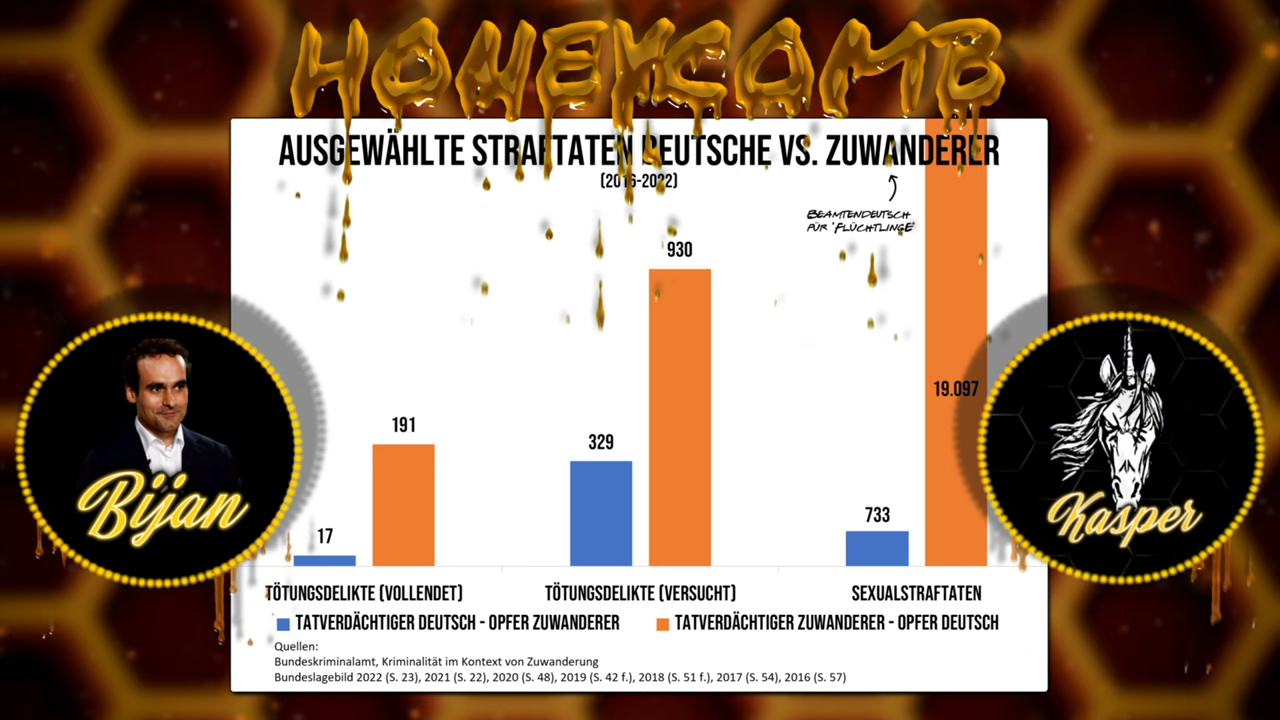 HONEYCOMB
AUSGEWÄHLTE STRAFTATEN DEUTSCHE VS. ZUWANDERER
(2016-2022)
BEAMTENDEUTSCH
FÜR "FLÜCHTLINGE"
930
19.097
191
329
17
733
Bijan
Kasper
TÖTUNGSDELIKTE (VOLLENDET)
TÖTUNGSDELIKTE (VERSUCHT)
SEXUALSTRAFTATEN
TATVERDÄCHTIGER DEUTSCH - OPFER ZUWANDERER
TATVERDÄCHTIGER ZUWANDERER - OPFER DEUTSCH
Quellen:
Bundeskriminalamt, Kriminalität im Kontext von Zuwanderung
Bundeslagebild 2022 (S. 23), 2021 (S. 22), 2020 (S. 48), 2019 (S. 42 f.), 2018 (S. 51 f.), 2017 (S. 54), 2016 (S. 57)